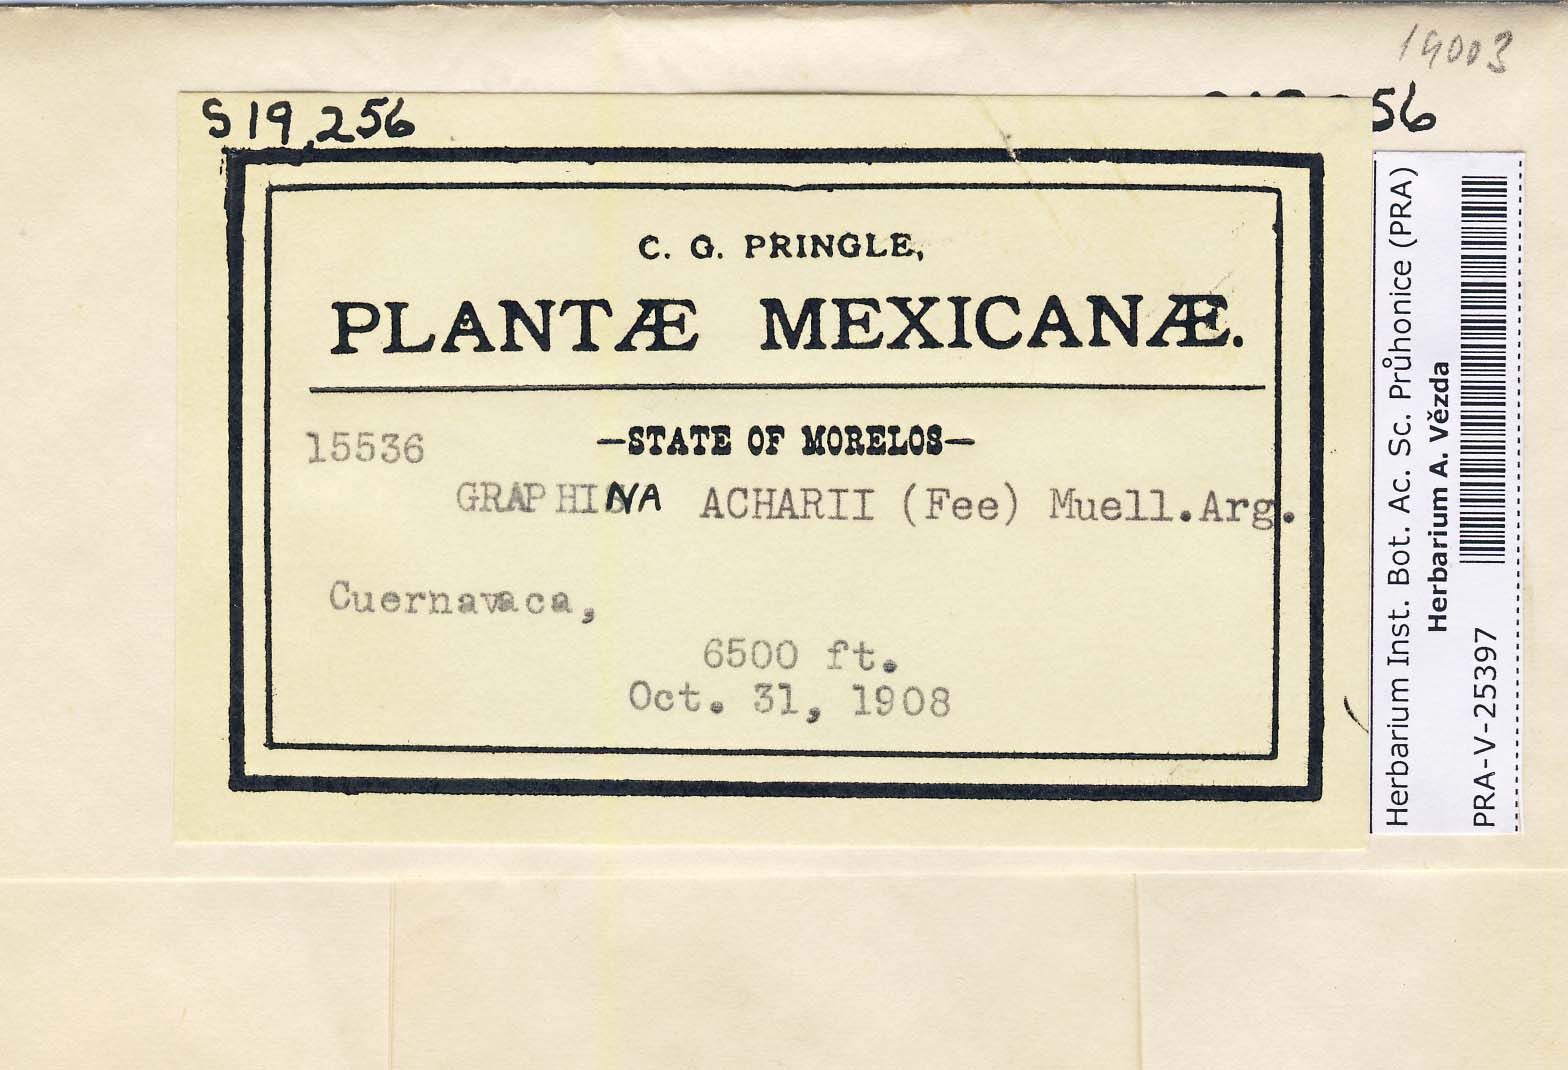 19003
S19,256
56
C. G. PRINGLE,
PLANTÆ MEXICANÆ.
—STATE OF MORELOS—
15536
GRAPHINA ACHARII (Fee) Muell.Arg.
Cuernavaca,
6500 ft.
Oct. 31, 1908
Herbarium Inst. Bot. Ac. Sc. Průhonice (PRA)
Herbarium A. Vězda
PRA-V-25397